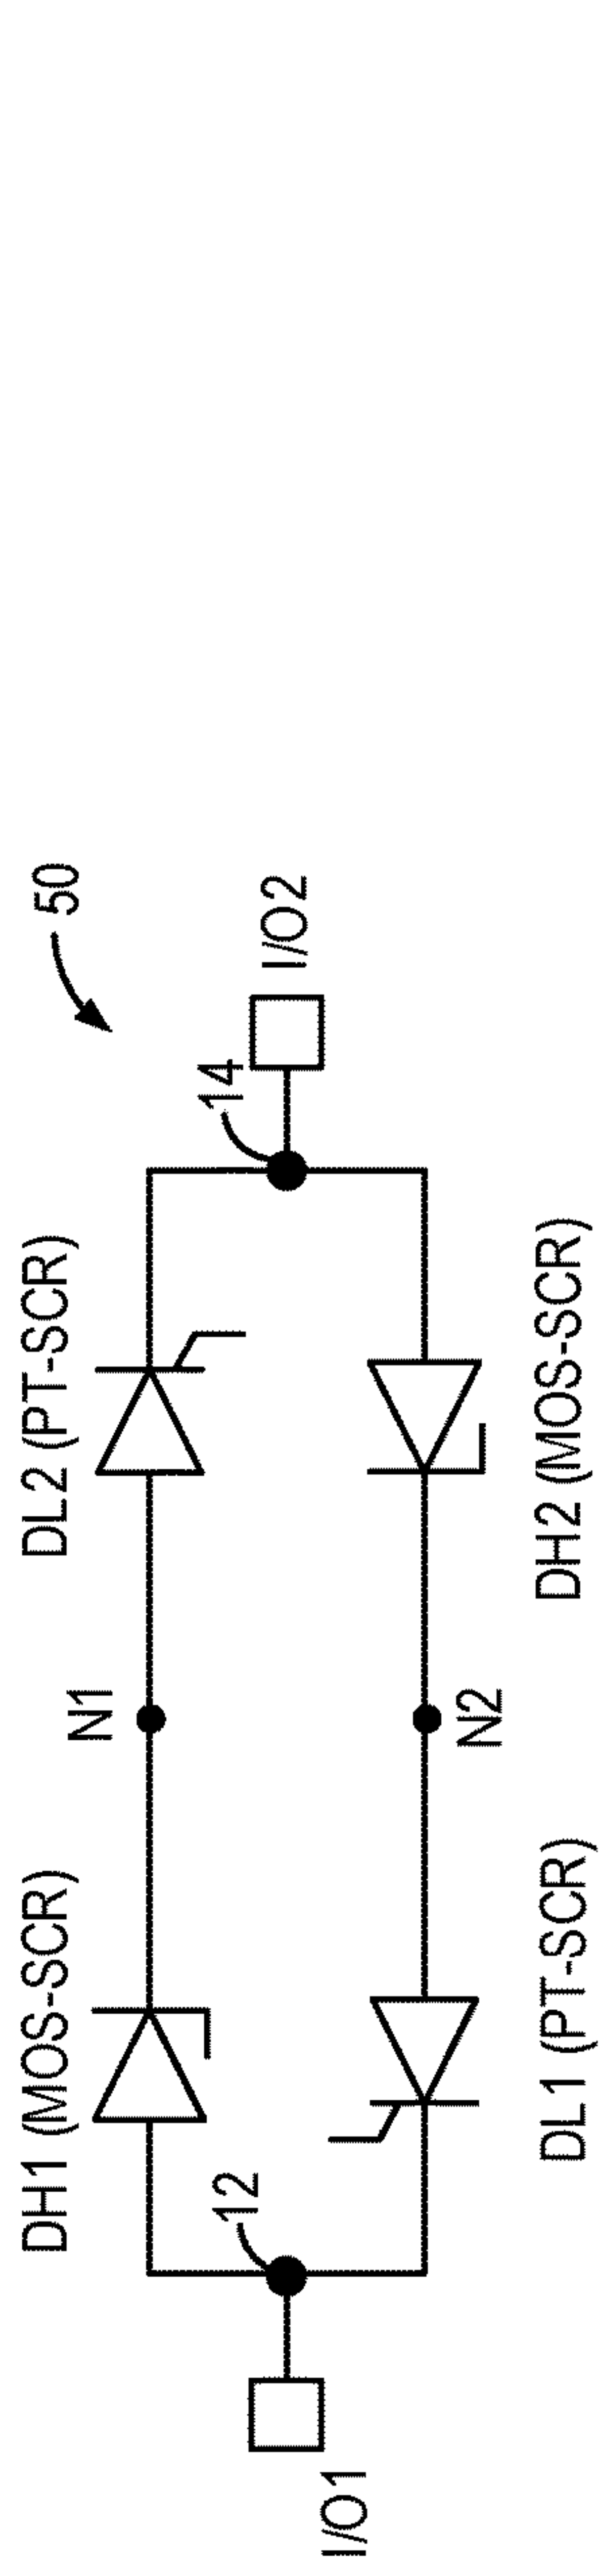 50
DH1 (MOS-SCR)
N1
DL2 (PT-SCR)
12
14
I/O1
I/O2
N2
DL1 (PT-SCR)
DH2 (MOS-SCR)